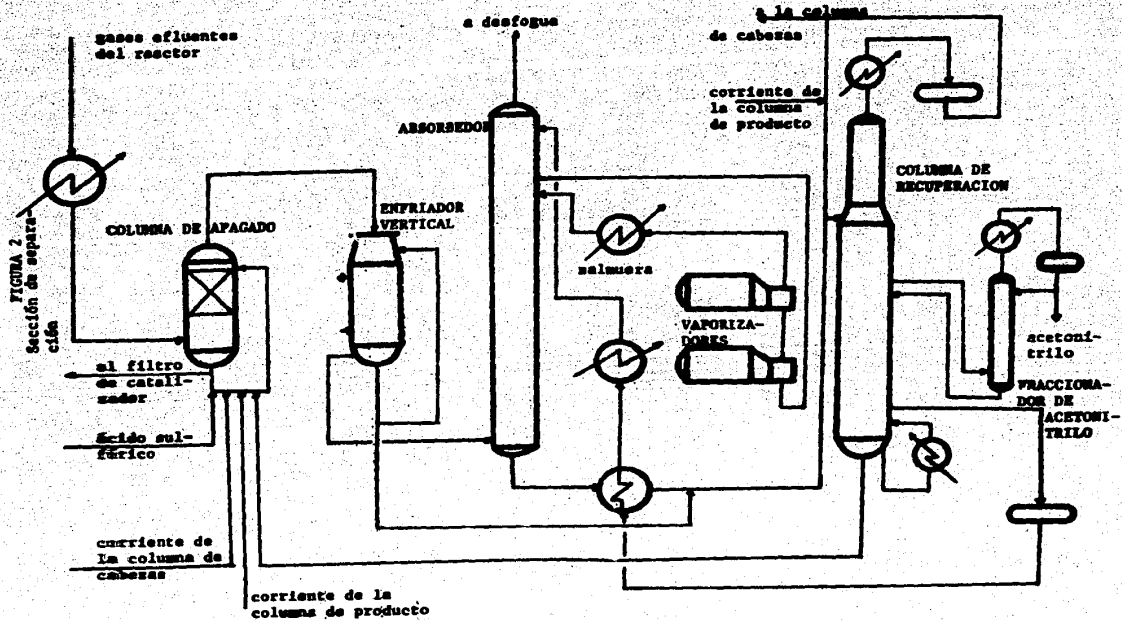 gases efluentes
del reactor
a desfogue
a la columna
de cabezas
corriente de
la columna
de producto
ABSORBEDOR
COLUMNA DE
RECUPERACION
ENFRIADOR
VERTICAL
COLUMNA DE APAGADO
FIGURA 2
Sección de separa-
ción
salmuera
VAPORIZA-
DORES
acetoni-
trilo
FRACCIONA-
DOR DE
ACETONI-
TRILO
al filtro
de catali-
zador
ácido sul-
fúrico
corriente de
la columna de
cabezas
corriente de la
columna de producto